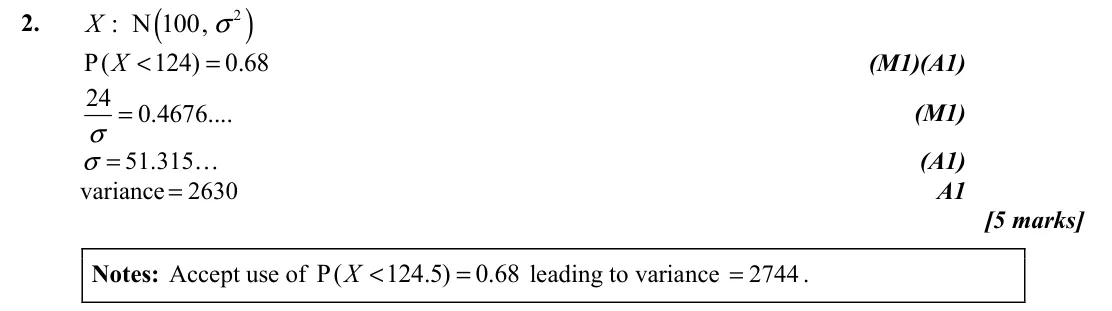 2. X : N(100, σ²)
P(X < 124) = 0.68 (M1)(A1)
24/σ = 0.4676.... (M1)
σ = 51.315… (A1)
variance = 2630 A1
[5 marks]
Notes: Accept use of P(X < 124.5) = 0.68 leading to variance = 2744 .